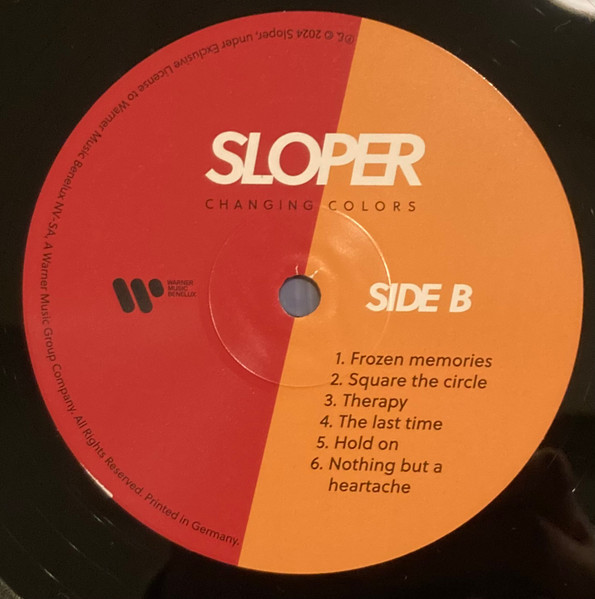 SLOPER
CHANGING COLORS
WARNER
MUSIC
BENELUX
SIDE B
1. Frozen memories
2. Square the circle
3. Therapy
4. The last time
5. Hold on
6. Nothing but a
heartache
℗, © 2024 Sloper, under Exclusive License to Warner Music Benelux NV-SA, A Warner Music Group Company. All Rights Reserved. Printed in Germany.